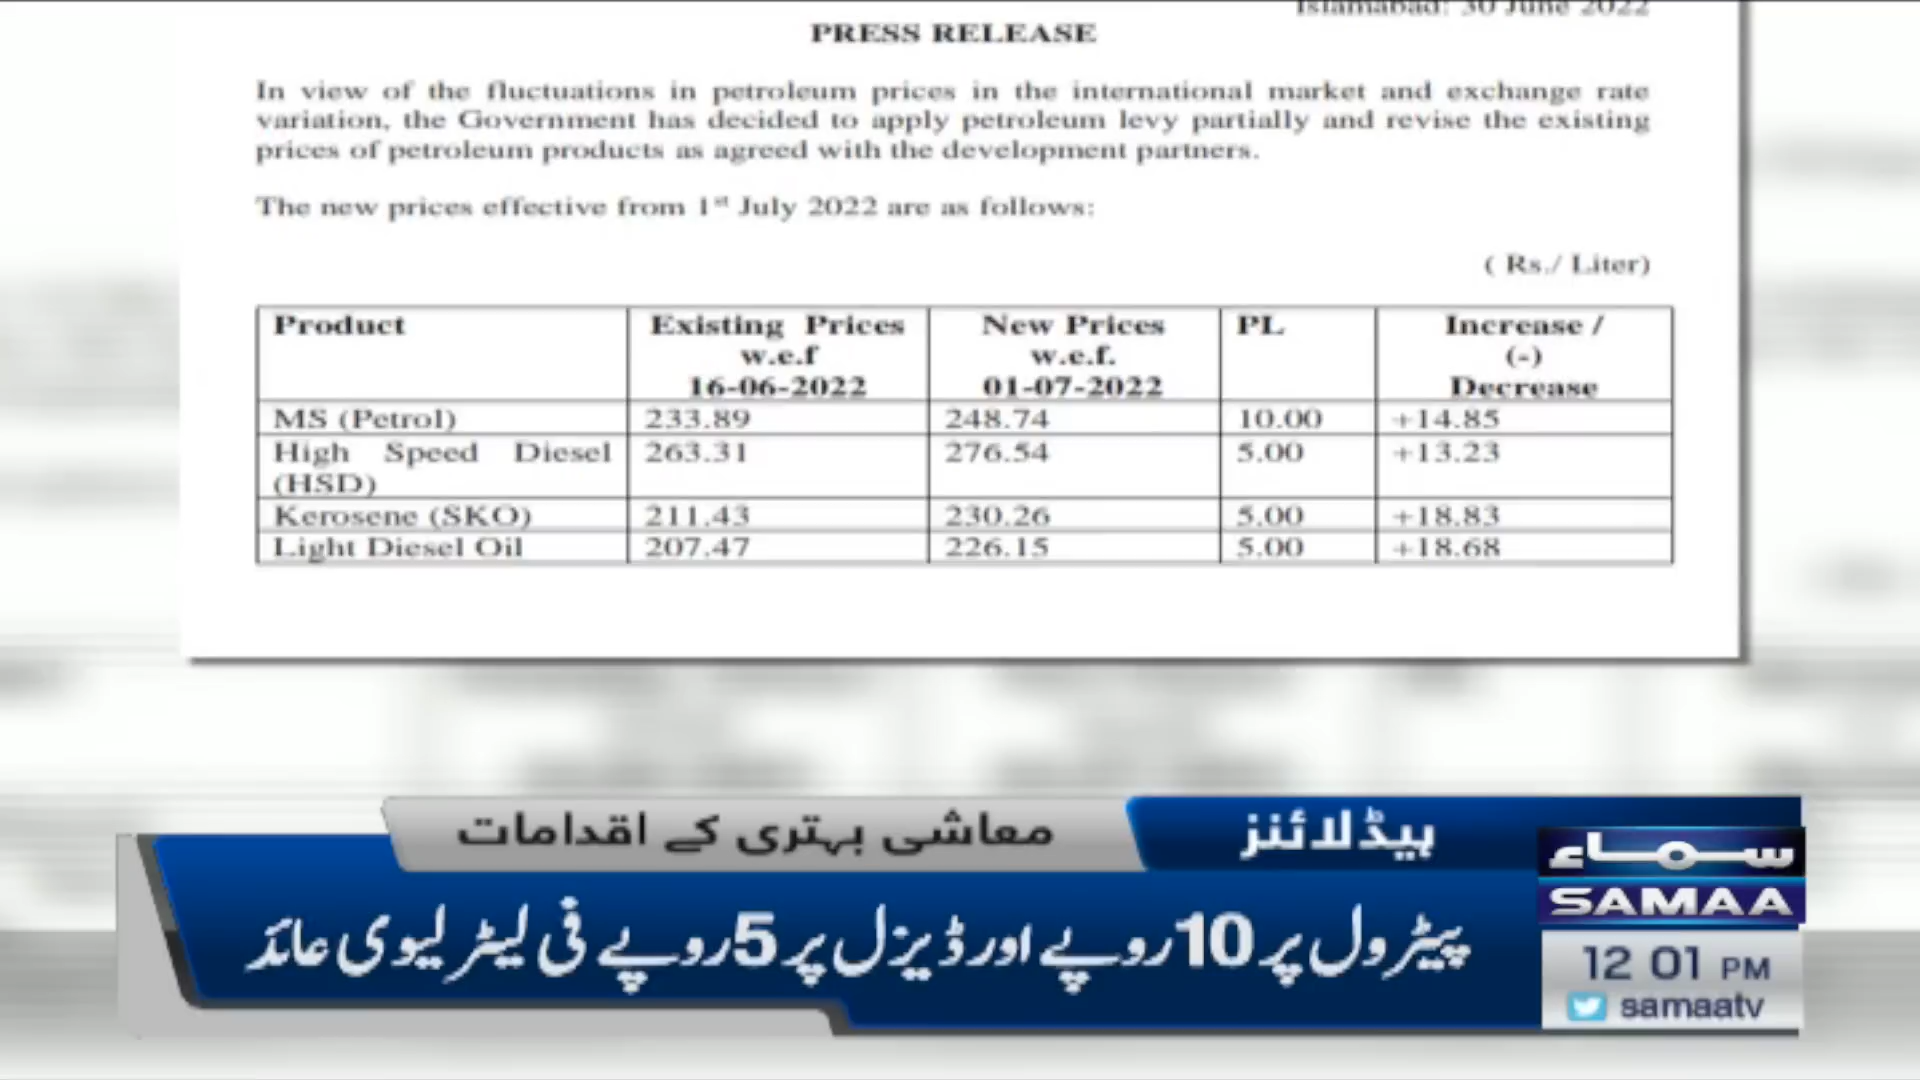 Islamabad: 30 June 2022
PRESS RELEASE
In view of the fluctuations in petroleum prices in the international market and exchange rate
variation, the Government has decided to apply petroleum levy partially and revise the existing
prices of petroleum products as agreed with the development partners.
The new prices effective from 1st July 2022 are as follows:
( Rs./ Liter)
Product Existing Prices w.e.f 16-06-2022 New Prices w.e.f. 01-07-2022 PL Increase / (-) Decrease
MS (Petrol) 233.89 248.74 10.00 +14.85
High Speed Diesel (HSD) 263.31 276.54 5.00 +13.23
Kerosene (SKO) 211.43 230.26 5.00 +18.83
Light Diesel Oil 207.47 226.15 5.00 +18.68
ہیڈلائنز
معاشی بہتری کے اقدامات
پیٹرول پر 10روپے اور ڈیزل پر 5روپے فی لیٹر لیوی عائد
سماء
SAMAA
12 01 PM
samaatv